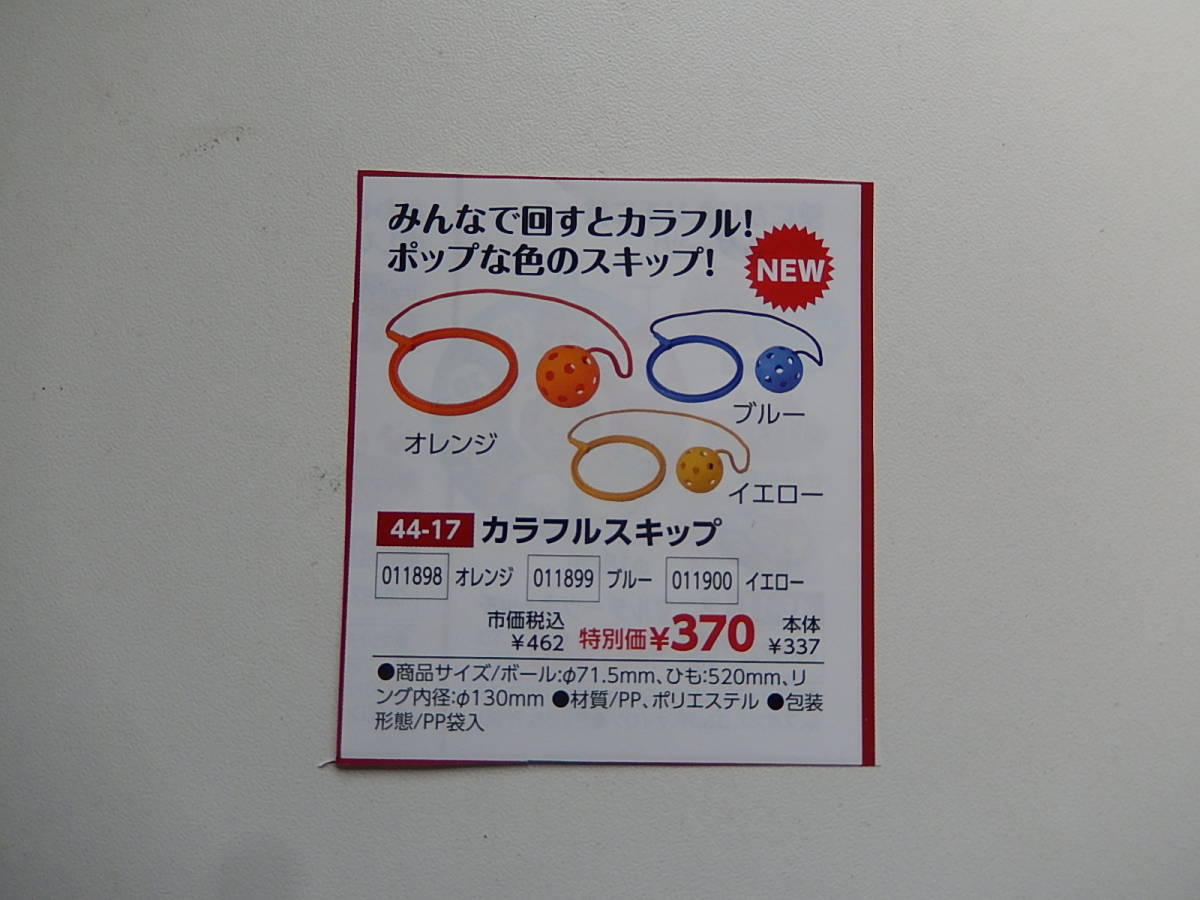 みんなで回すとカラフル!
ポップな色のスキップ!
NEW
オレンジ
ブルー
イエロー
44-17 カラフルスキップ
011898 オレンジ 011899 ブルー 011900 イエロー
市価税込 ¥462 特別価¥370 本体 ¥337
●商品サイズ/ボール:φ71.5mm、ひも:520mm、リ
ング内径:φ130mm ●材質/PP、ポリエステル ●包装
形態/PP袋入